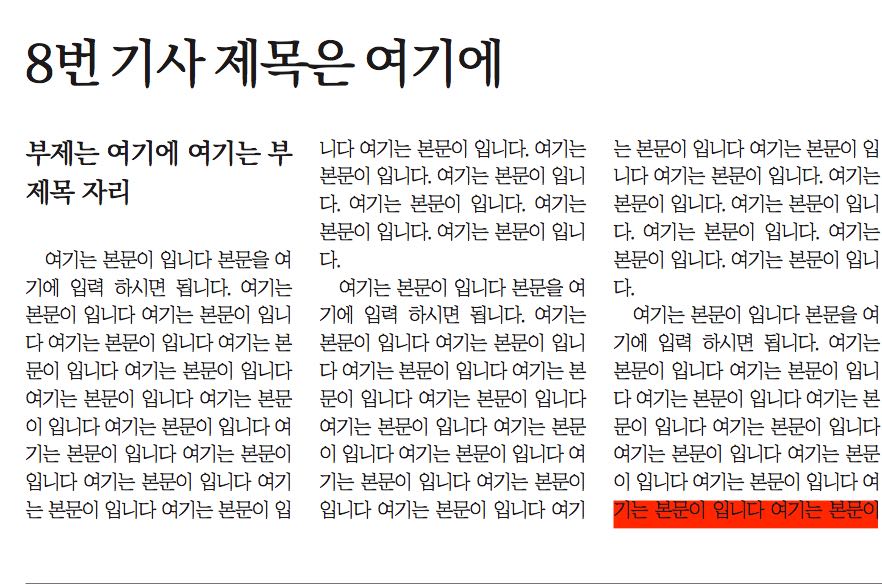 8번 기사 제목은 여기에
부제는 여기에 여기는 부
제목 자리
여기는 본문이 입니다 본문을 여
기에 입력 하시면 됩니다. 여기는
본문이 입니다 여기는 본문이 입니
다 여기는 본문이 입니다 여기는 본
문이 입니다 여기는 본문이 입니다
여기는 본문이 입니다 여기는 본문
이 입니다 여기는 본문이 입니다 여
기는 본문이 입니다 여기는 본문이
입니다 여기는 본문이 입니다 여기
는 본문이 입니다 여기는 본문이 입
니다 여기는 본문이 입니다. 여기는
본문이 입니다. 여기는 본문이 입니
다. 여기는 본문이 입니다. 여기는
본문이 입니다. 여기는 본문이 입니
다.
여기는 본문이 입니다 본문을 여
기에 입력 하시면 됩니다. 여기는
본문이 입니다 여기는 본문이 입니
다 여기는 본문이 입니다 여기는 본
문이 입니다 여기는 본문이 입니다
여기는 본문이 입니다 여기는 본문
이 입니다 여기는 본문이 입니다 여
기는 본문이 입니다 여기는 본문이
입니다 여기는 본문이 입니다 여기
는 본문이 입니다 여기는 본문이 입
니다 여기는 본문이 입니다. 여기는
본문이 입니다. 여기는 본문이 입니
다. 여기는 본문이 입니다. 여기는
본문이 입니다. 여기는 본문이 입니
다.
여기는 본문이 입니다 본문을 여
기에 입력 하시면 됩니다. 여기는
본문이 입니다 여기는 본문이 입니
다 여기는 본문이 입니다 여기는 본
문이 입니다 여기는 본문이 입니다
여기는 본문이 입니다 여기는 본문
이 입니다 여기는 본문이 입니다 여
기는 본문이 입니다 여기는 본문이